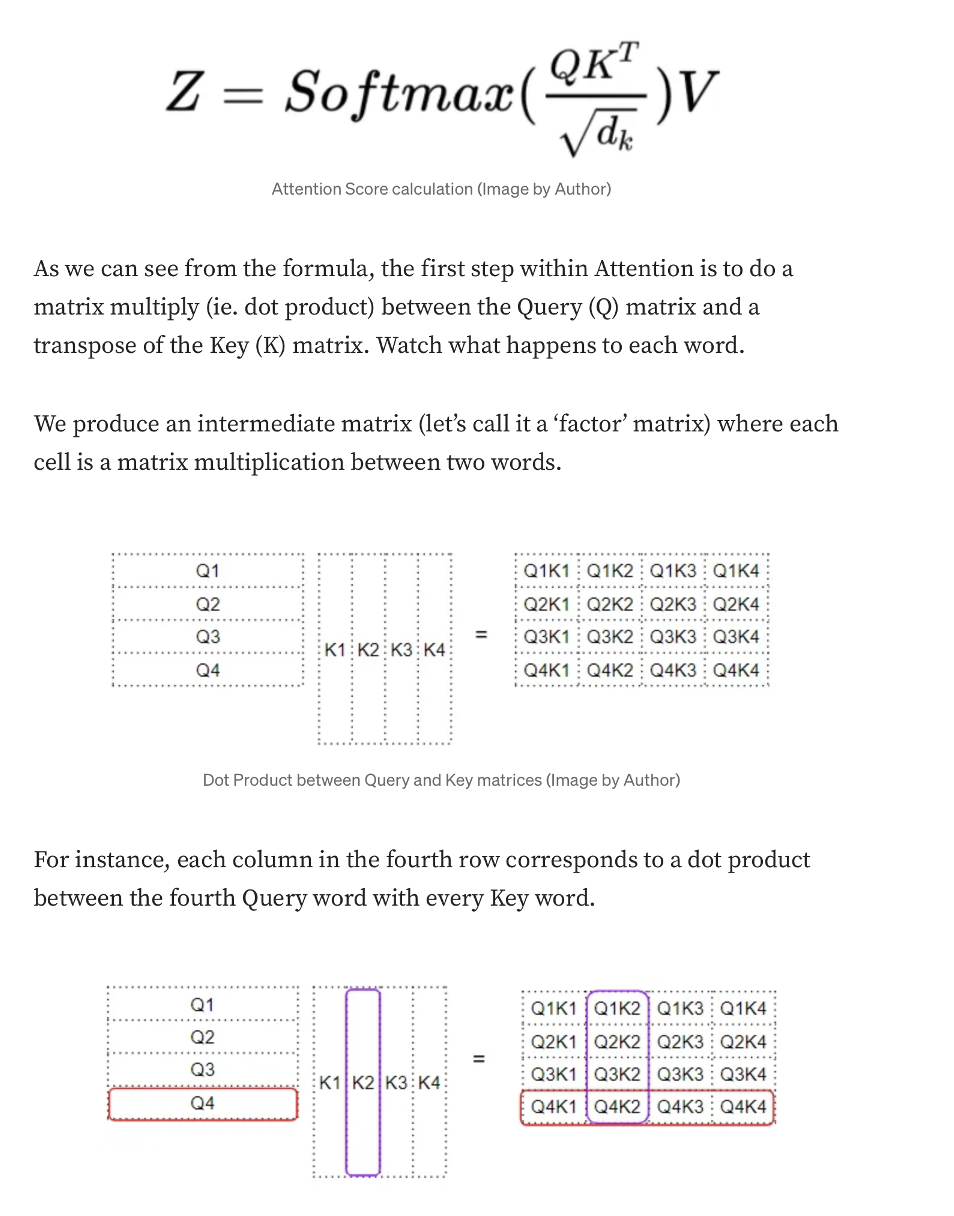 Z = Softmax(QK^T / √d_k)V
Attention Score calculation (Image by Author)
As we can see from the formula, the first step within Attention is to do a
matrix multiply (ie. dot product) between the Query (Q) matrix and a
transpose of the Key (K) matrix. Watch what happens to each word.
We produce an intermediate matrix (let’s call it a ‘factor’ matrix) where each
cell is a matrix multiplication between two words.
Q1
Q2
Q3
Q4
K1 K2 K3 K4
=
Q1K1 Q1K2 Q1K3 Q1K4
Q2K1 Q2K2 Q2K3 Q2K4
Q3K1 Q3K2 Q3K3 Q3K4
Q4K1 Q4K2 Q4K3 Q4K4
Dot Product between Query and Key matrices (Image by Author)
For instance, each column in the fourth row corresponds to a dot product
between the fourth Query word with every Key word.
Q1
Q2
Q3
Q4
K1 K2 K3 K4
=
Q1K1 Q1K2 Q1K3 Q1K4
Q2K1 Q2K2 Q2K3 Q2K4
Q3K1 Q3K2 Q3K3 Q3K4
Q4K1 Q4K2 Q4K3 Q4K4